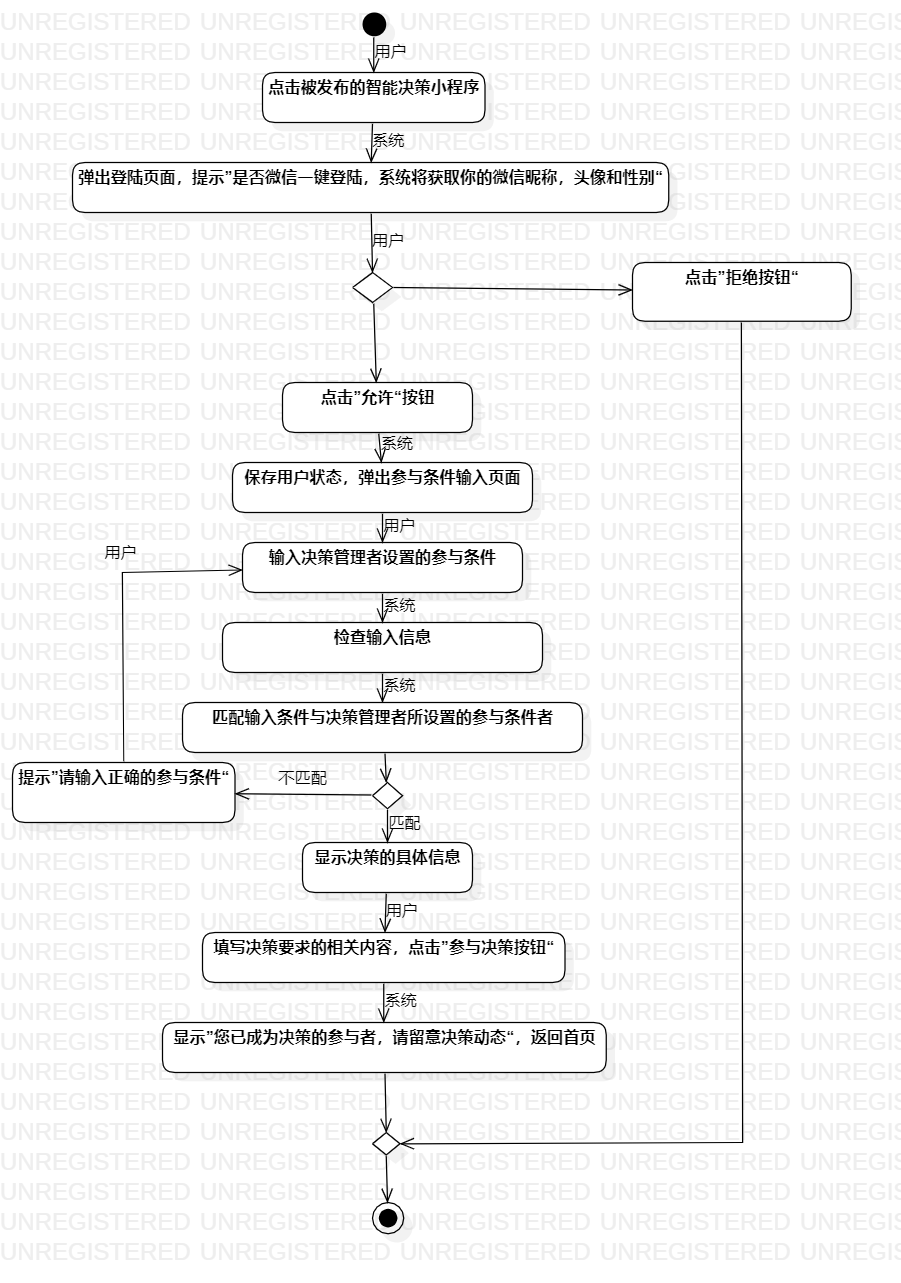 用户
点击被发布的智能决策小程序
系统
弹出登陆页面，提示”是否微信一键登陆，系统将获取你的微信昵称，头像和性别“
用户
点击”拒绝按钮“
点击”允许“按钮
系统
保存用户状态，弹出参与条件输入页面
用户
用户
输入决策管理者设置的参与条件
系统
检查输入信息
系统
匹配输入条件与决策管理者所设置的参与条件者
提示”请输入正确的参与条件“
不匹配
匹配
显示决策的具体信息
用户
填写决策要求的相关内容，点击”参与决策按钮“
系统
显示”您已成为决策的参与者，请留意决策动态“，返回首页
UNREGISTERED